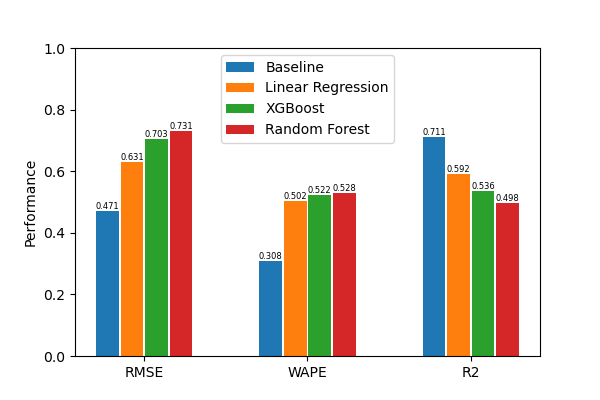 1.0
0.8
0.6
0.4
0.2
0.0
Performance
Baseline
Linear Regression
XGBoost
Random Forest
0.471
0.631
0.703
0.731
0.308
0.502
0.522
0.528
0.711
0.592
0.536
0.498
RMSE
WAPE
R2